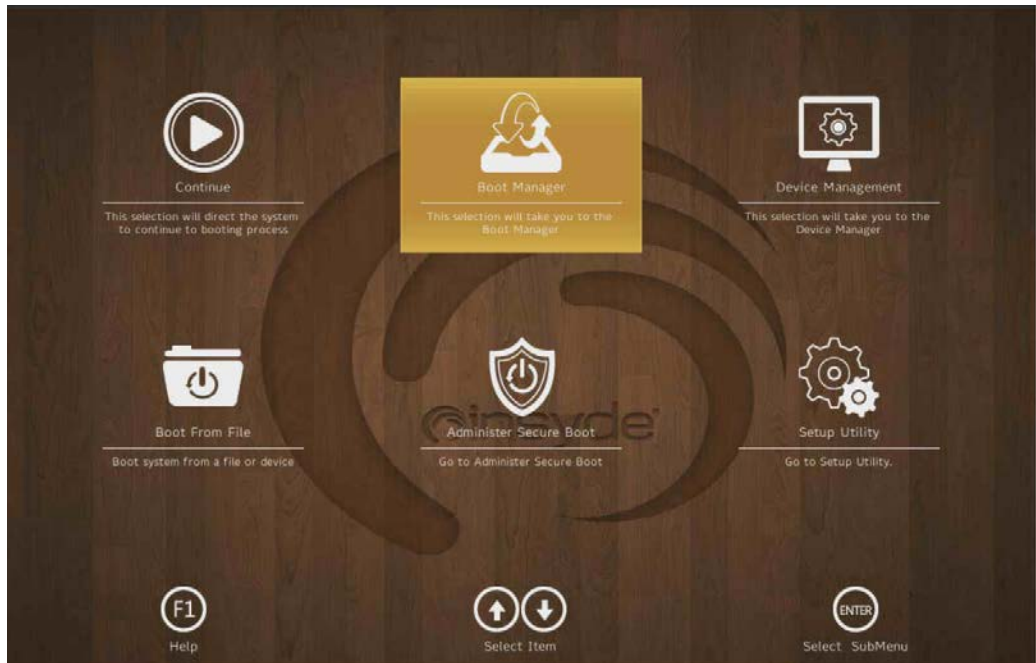 Continue
This selection will direct the system
to continue to booting process
Boot Manager
This selection will take you to the
Boot Manager
Device Management
This selection will take you to the
Device Manager
insyde
Boot From File
Boot system from a file or device
Administer Secure Boot
Go to Administer Secure Boot
Setup Utility
Go to Setup Utility.
F1
Help
Select Item
ENTER
Select SubMenu